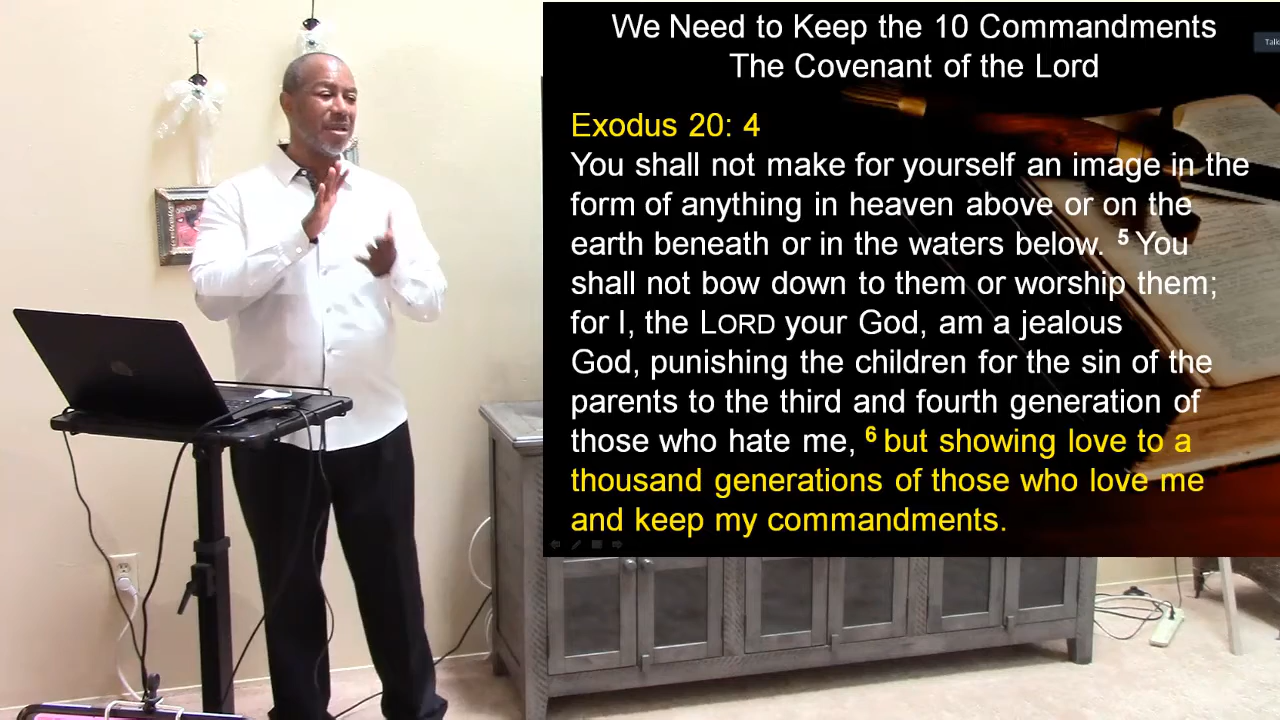 We Need to Keep the 10 Commandments
The Covenant of the Lord
Exodus 20: 4
You shall not make for yourself an image in the
form of anything in heaven above or on the
earth beneath or in the waters below. 5 You
shall not bow down to them or worship them;
for I, the LORD your God, am a jealous
God, punishing the children for the sin of the
parents to the third and fourth generation of
those who hate me, 6 but showing love to a
thousand generations of those who love me
and keep my commandments.